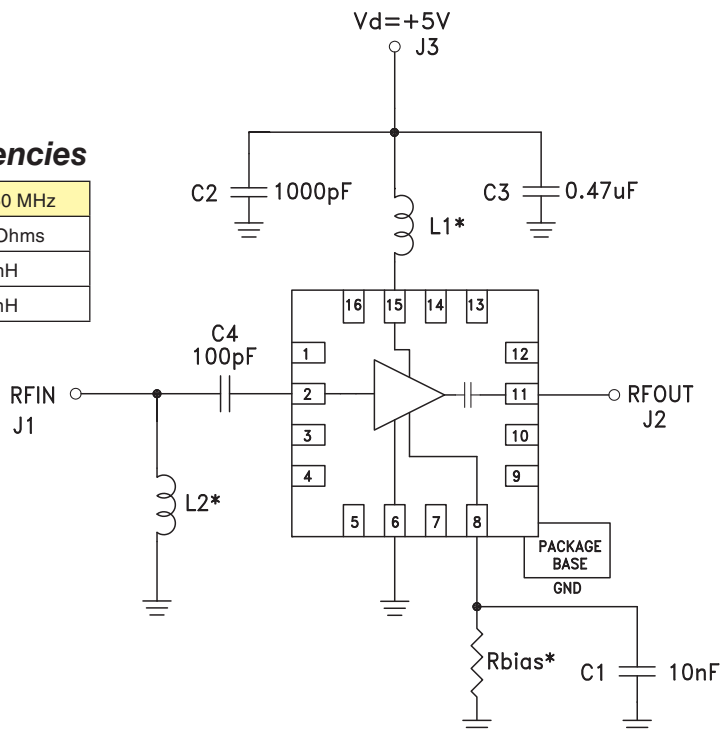 Vd=+5V
J3
encies
0 MHz
Ohms
nH
nH
C2
1000pF
C3
0.47uF
L1*
16
15
14
13
C4
100pF
1
12
RFIN
J1
2
11
RFOUT
J2
3
10
4
9
L2*
5
6
7
8
PACKAGE
BASE
GND
Rbias*
C1
10nF